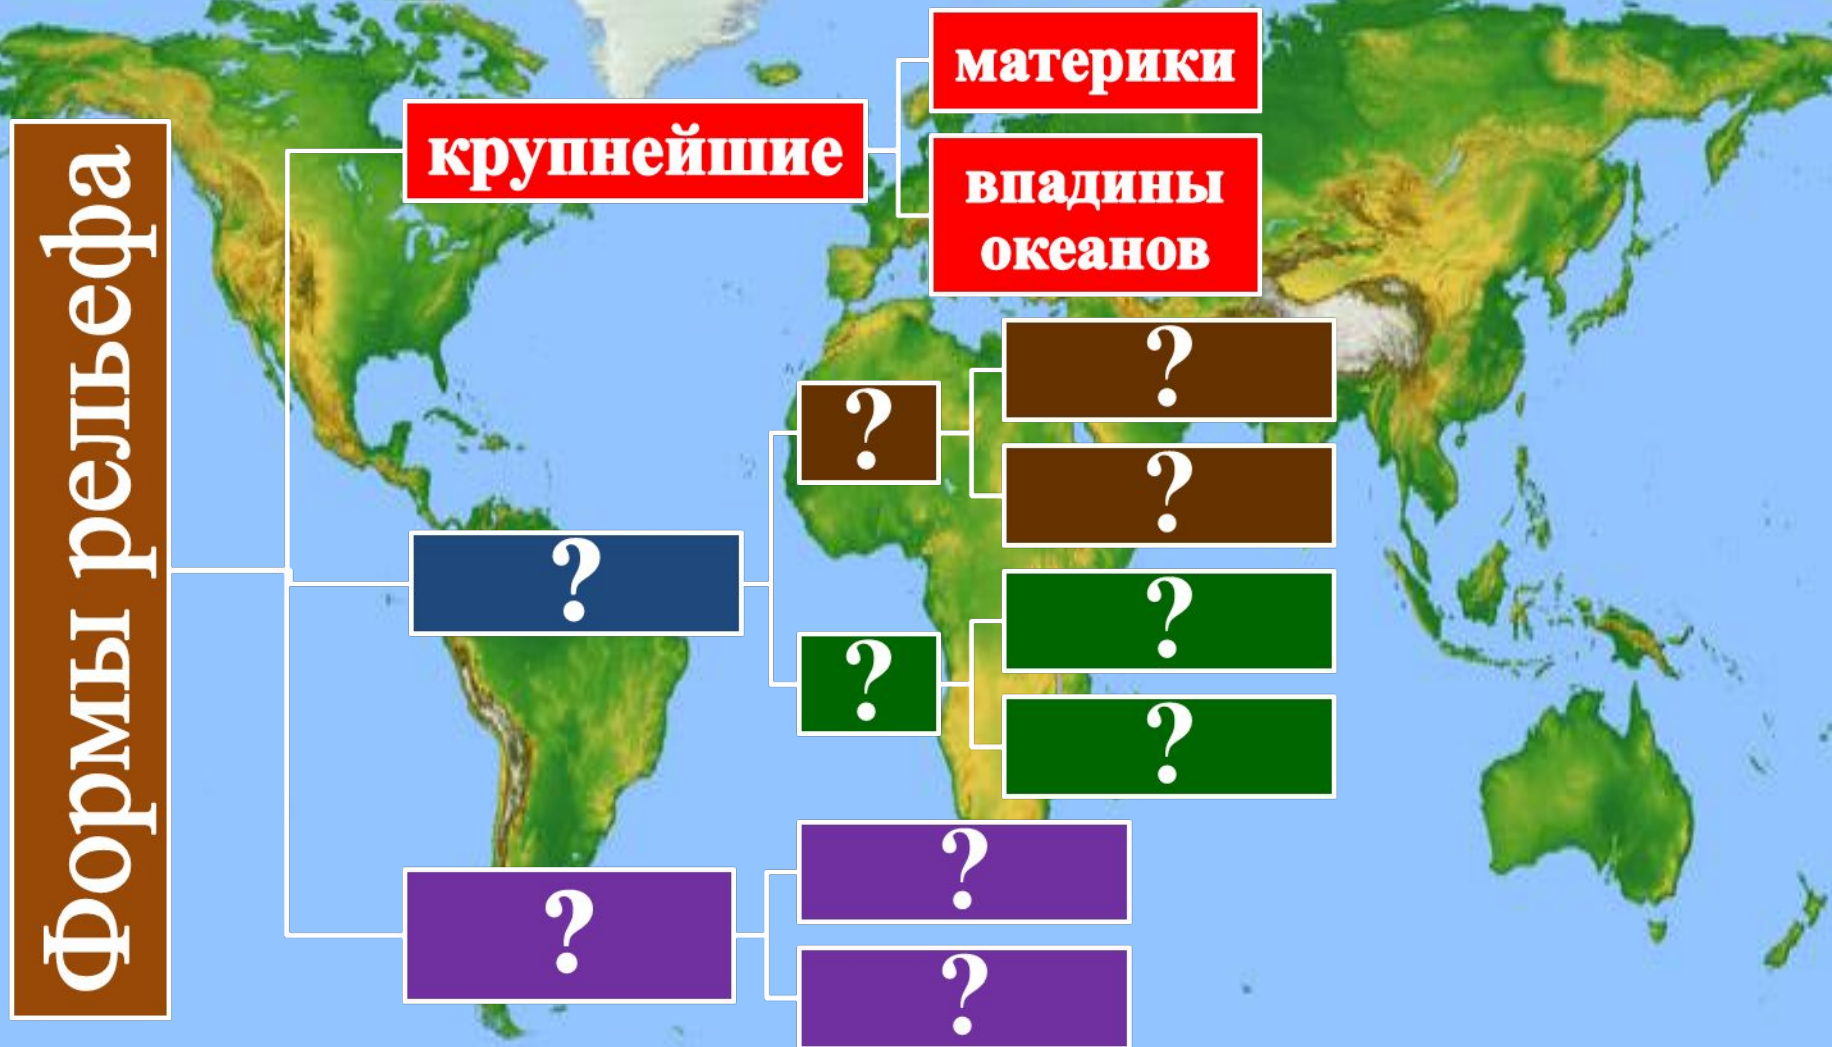 Формы рельефа
крупнейшие
материки
впадины
океанов
?
?
?
?
?
?
?
?
?
?